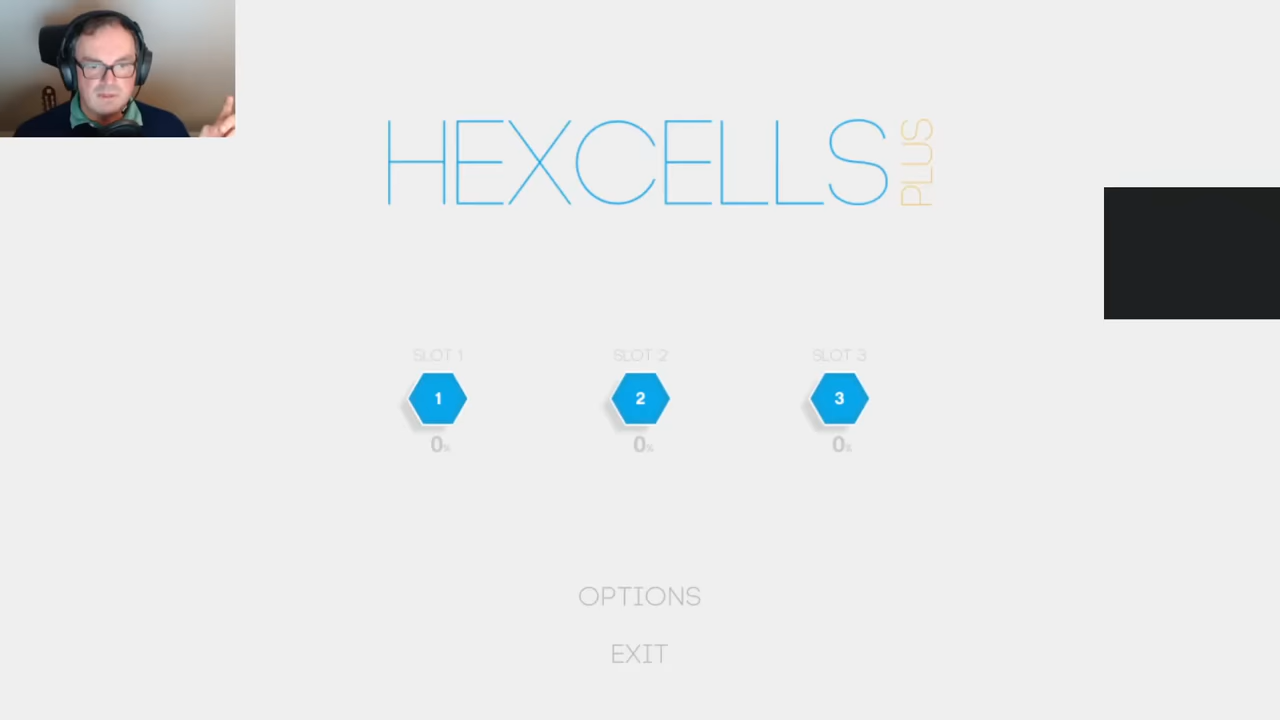 HEXCELLS PLUS
SLOT 1 SLOT 2 SLOT 3
1 2 3
0% 0% 0%
OPTIONS
EXIT